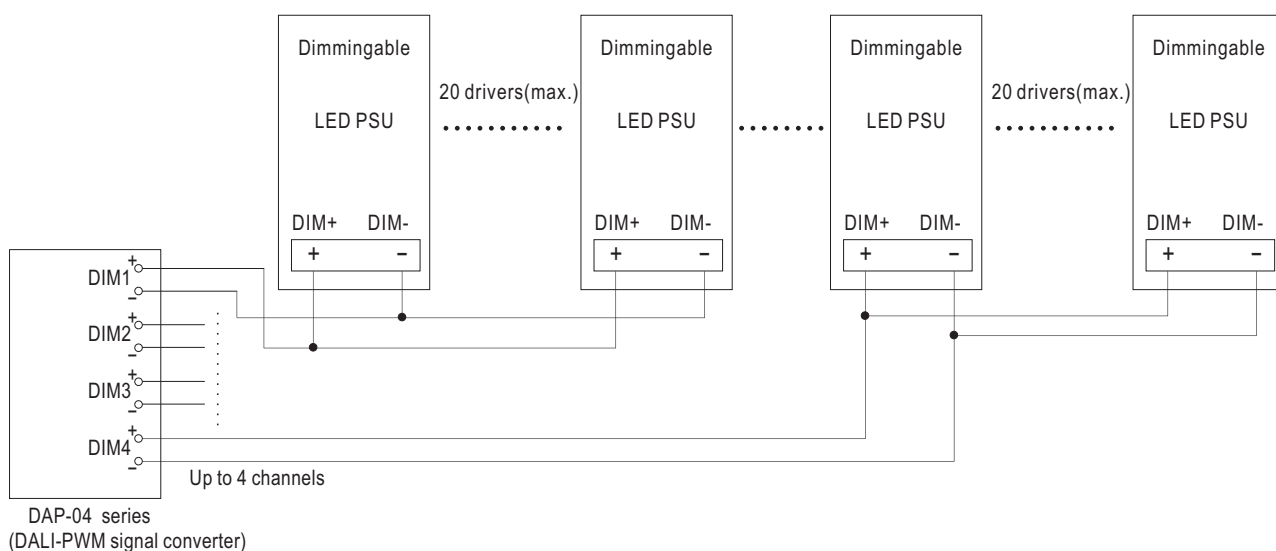 Dimmingable
LED PSU
DIM+ DIM-
+ −
20 drivers(max.)
Dimmingable
LED PSU
DIM+ DIM-
+ −
Dimmingable
LED PSU
DIM+ DIM-
+ −
20 drivers(max.)
Dimmingable
LED PSU
DIM+ DIM-
+ −
+
DIM1
−
+
DIM2
−
+
DIM3
−
+
DIM4
−
Up to 4 channels
DAP-04 series
(DALI-PWM signal converter)